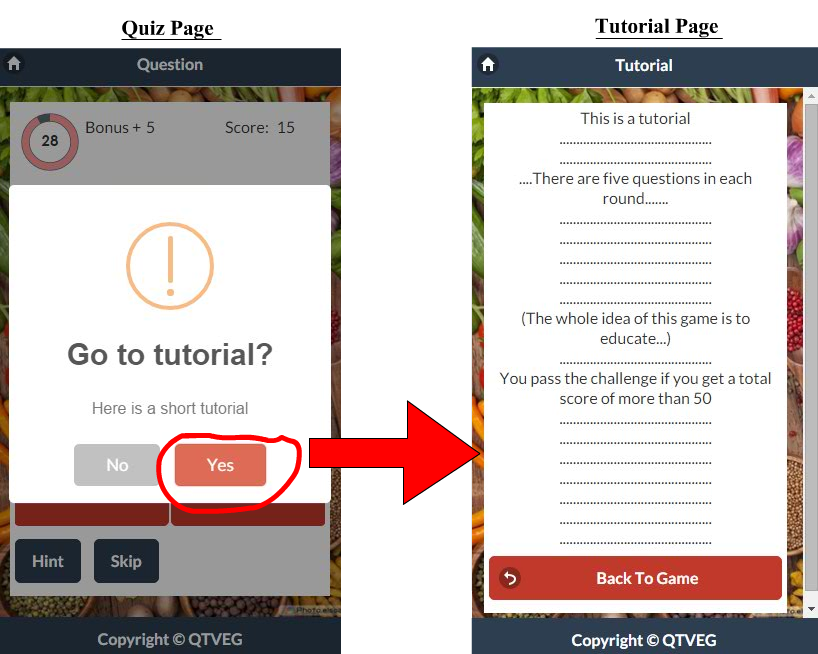 Quiz Page
Question
28
Bonus + 5
Score: 15
Go to tutorial?
Here is a short tutorial
No
Yes
Hint
Skip
Copyright © QTVEG
Tutorial Page
Tutorial
This is a tutorial
......................................................
......................................................
....There are five questions in each
round.......
......................................................
......................................................
......................................................
......................................................
......................................................
(The whole idea of this game is to
educate...)
......................................................
You pass the challenge if you get a total
score of more than 50
......................................................
......................................................
......................................................
......................................................
......................................................
......................................................
......................................................
Back To Game
Copyright © QTVEG